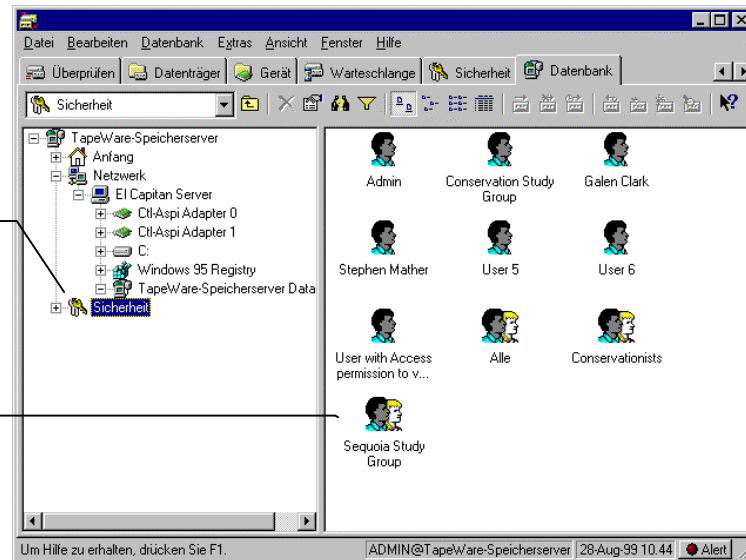 Datei Bearbeiten Datenbank Extras Ansicht Fenster Hilfe
Überprüfen Datenträger Gerät Warteschlange Sicherheit Datenbank
Sicherheit
TapeWare-Speicherserver
Anfang
Netzwerk
El Capitan Server
Ctl-Aspi Adapter 0
Ctl-Aspi Adapter 1
C:
Windows 95 Registry
TapeWare-Speicherserver Data
Sicherheit
Admin
Conservation Study
Group
Galen Clark
Stephen Mather
User 5
User 6
User with Access
permission to v...
Alle
Conservationists
Sequoia Study
Group
Um Hilfe zu erhalten, drücken Sie F1.
ADMIN@TapeWare-Speicherserver
28-Aug-99 10.44
Alert